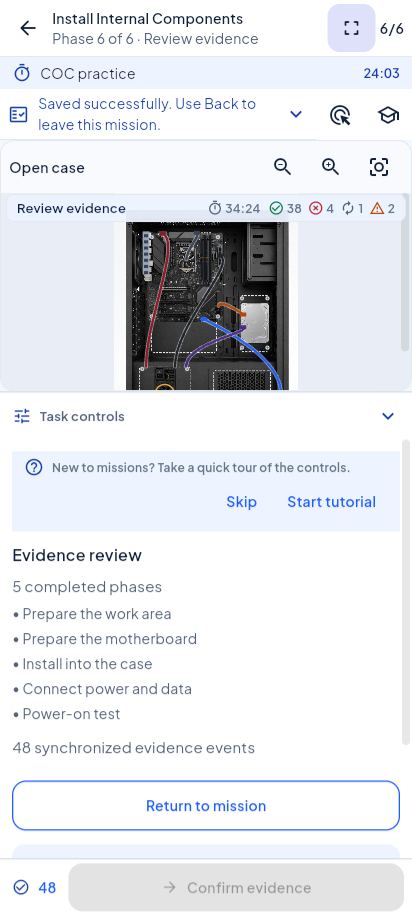 Install Internal Components
Phase 6 of 6 · Review evidence
6/6
COC practice
24:03
Saved successfully. Use Back to
leave this mission.
Open case
Review evidence
34:24
38
4
1
2
Task controls
New to missions? Take a quick tour of the controls.
Skip
Start tutorial
Evidence review
5 completed phases
• Prepare the work area
• Prepare the motherboard
• Install into the case
• Connect power and data
• Power-on test
48 synchronized evidence events
Return to mission
48
Confirm evidence